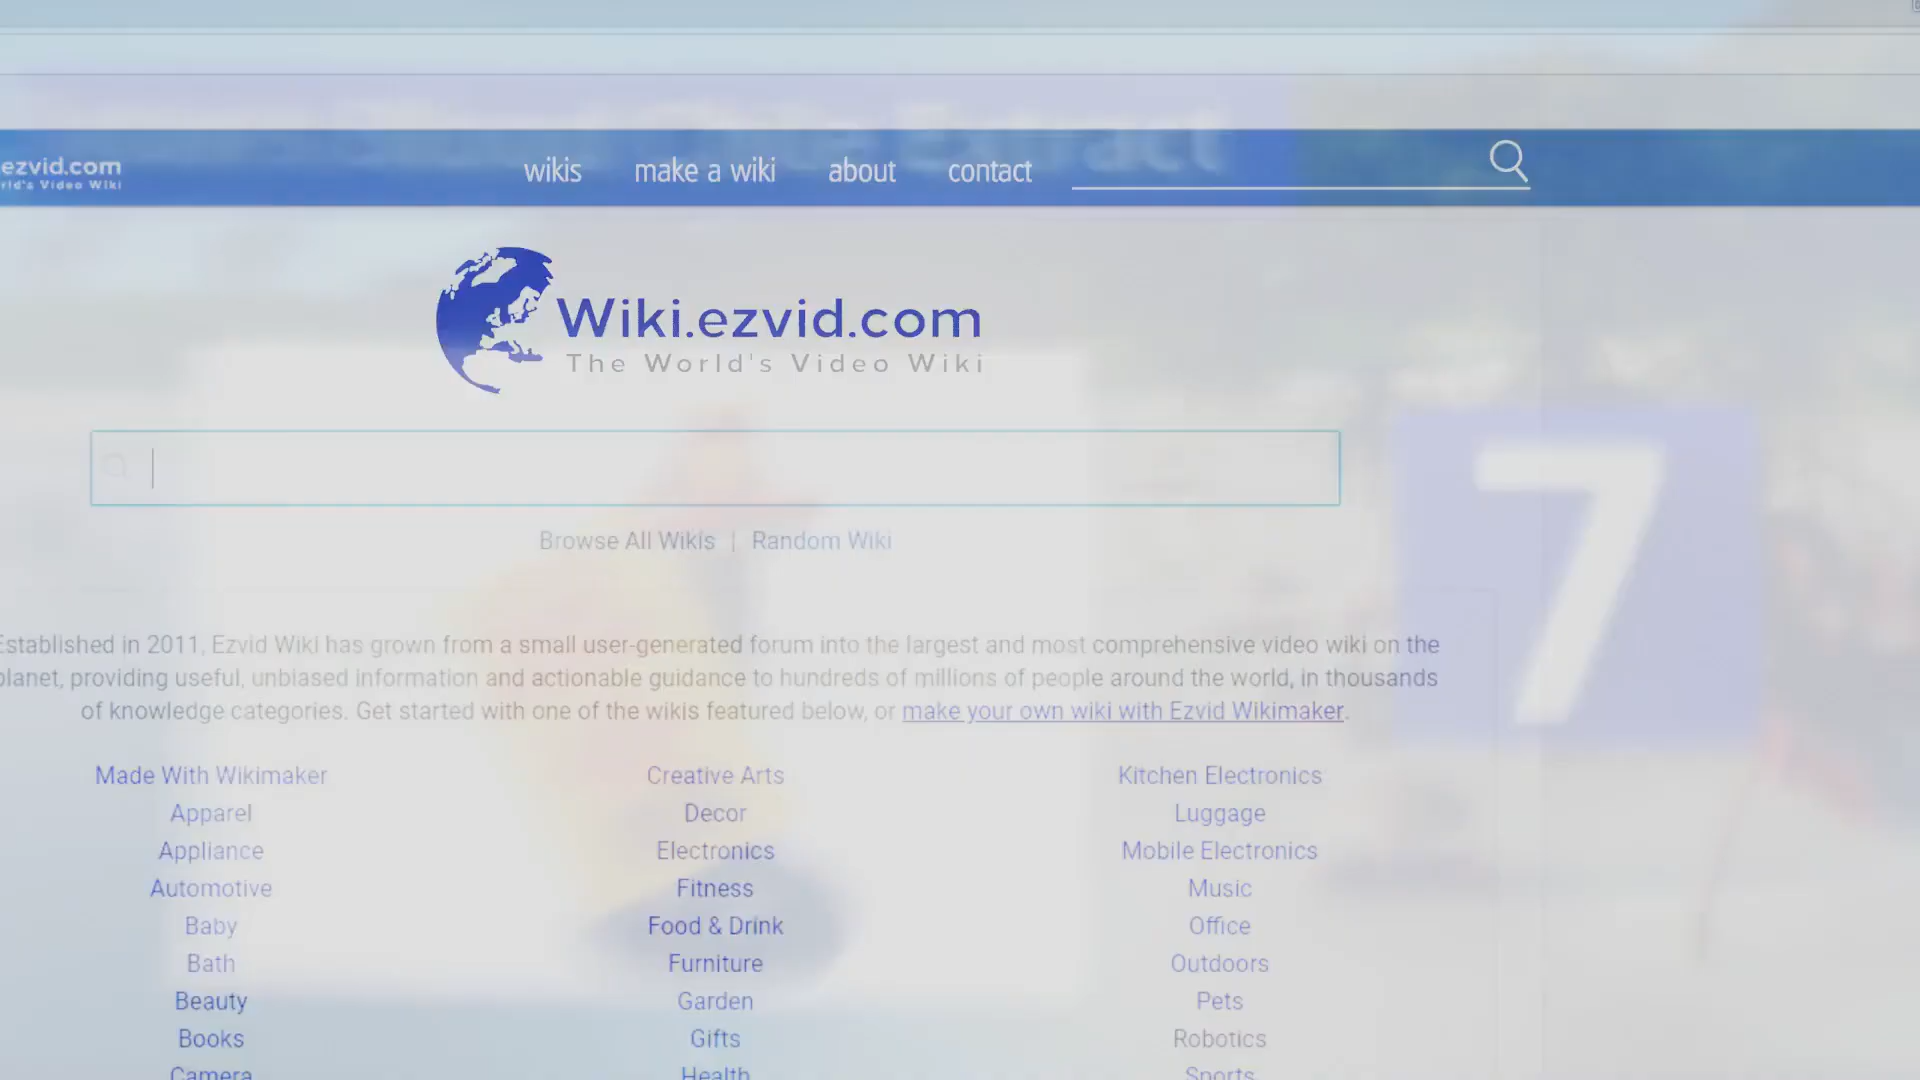 ezvid.com
wikis make a wiki about contact
Extract
Wiki.ezvid.com
The World's Video Wiki
7
Browse All Wikis | Random Wiki
Established in 2011, Ezvid Wiki has grown from a small user-generated forum into the largest and most comprehensive video wiki on the
planet, providing useful, unbiased information and actionable guidance to hundreds of millions of people around the world, in thousands
of knowledge categories. Get started with one of the wikis featured below, or make your own wiki with Ezvid Wikimaker.
Made With Wikimaker Creative Arts Kitchen Electronics
Apparel Decor Luggage
Appliance Electronics Mobile Electronics
Automotive Fitness Music
Baby Food & Drink Office
Bath Furniture Outdoors
Beauty Garden Pets
Books Gifts Robotics
Camera Health Sports